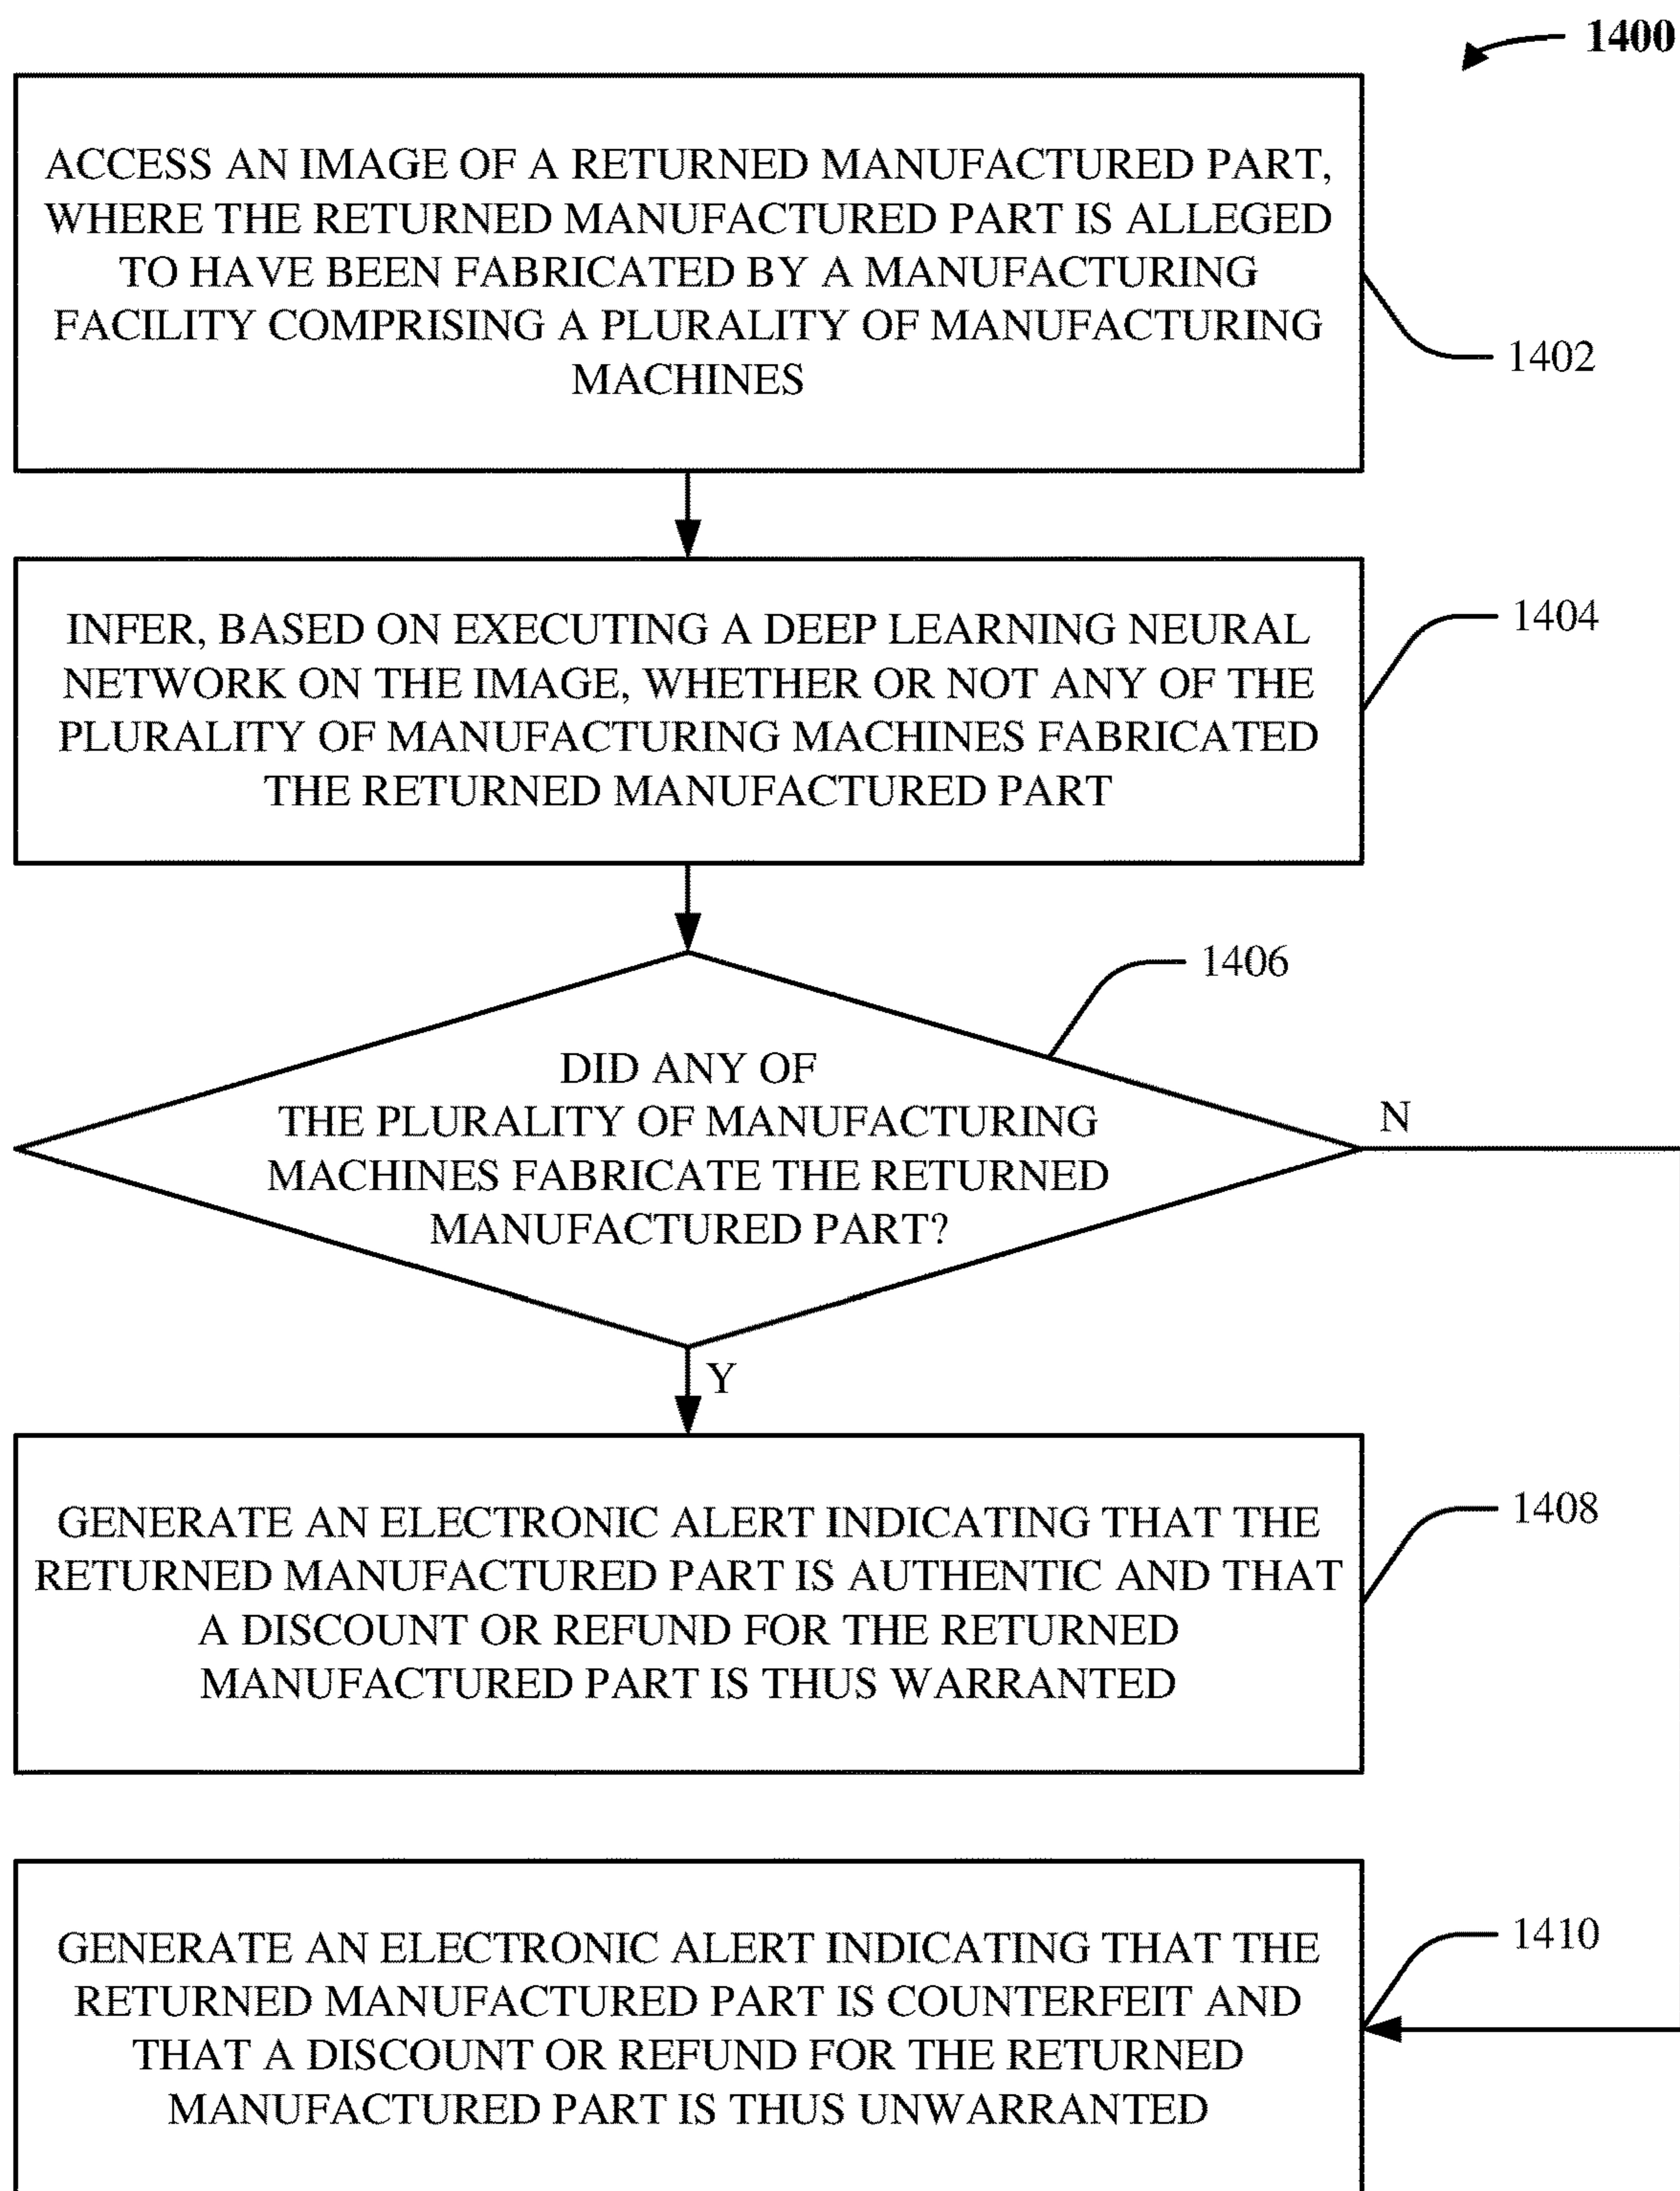 1400
ACCESS AN IMAGE OF A RETURNED MANUFACTURED PART,
WHERE THE RETURNED MANUFACTURED PART IS ALLEGED
TO HAVE BEEN FABRICATED BY A MANUFACTURING
FACILITY COMPRISING A PLURALITY OF MANUFACTURING
MACHINES
1402
INFER, BASED ON EXECUTING A DEEP LEARNING NEURAL
NETWORK ON THE IMAGE, WHETHER OR NOT ANY OF THE
PLURALITY OF MANUFACTURING MACHINES FABRICATED
THE RETURNED MANUFACTURED PART
1404
1406
DID ANY OF
THE PLURALITY OF MANUFACTURING
MACHINES FABRICATE THE RETURNED
MANUFACTURED PART?
N
Y
GENERATE AN ELECTRONIC ALERT INDICATING THAT THE
RETURNED MANUFACTURED PART IS AUTHENTIC AND THAT
A DISCOUNT OR REFUND FOR THE RETURNED
MANUFACTURED PART IS THUS WARRANTED
1408
GENERATE AN ELECTRONIC ALERT INDICATING THAT THE
RETURNED MANUFACTURED PART IS COUNTERFEIT AND
THAT A DISCOUNT OR REFUND FOR THE RETURNED
MANUFACTURED PART IS THUS UNWARRANTED
1410